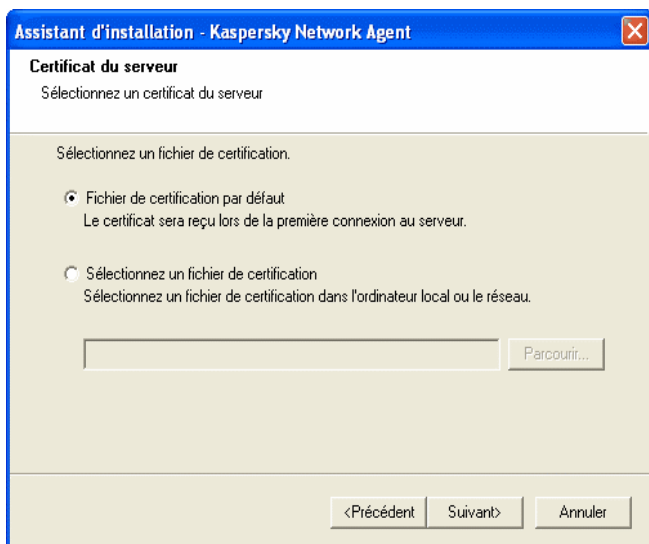 Assistant d'installation - Kaspersky Network Agent
Certificat du serveur
Sélectionnez un certificat du serveur
Sélectionnez un fichier de certification.
Fichier de certification par défaut
Le certificat sera reçu lors de la première connexion au serveur.
Sélectionnez un fichier de certification
Sélectionnez un fichier de certification dans l'ordinateur local ou le réseau.
Parcourir...
<Précédent Suivant> Annuler